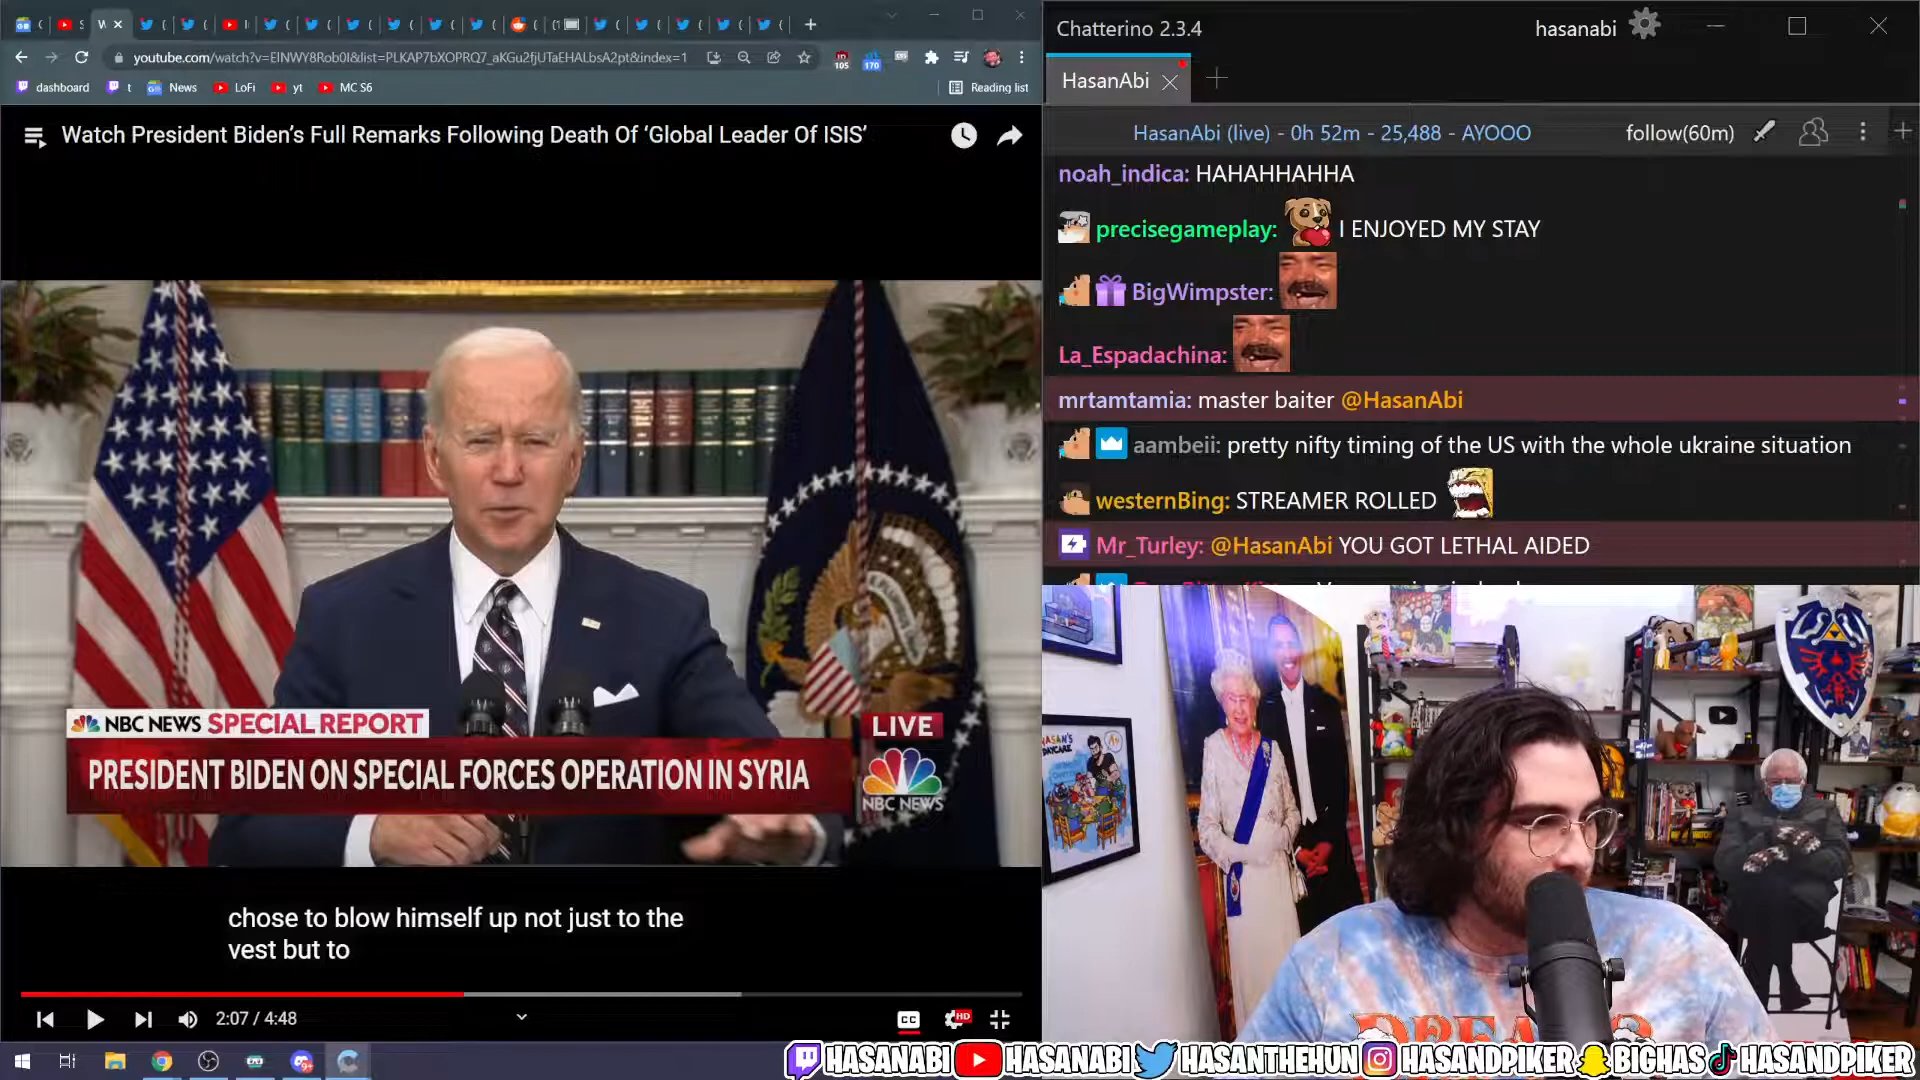 youtube.com/watch?v=EINWY8Rob0I&list=PLKAP7bXOPRQ7_aKGu2fjUTaEHALbsA2pt&index=1
105
170
dashboard
t
News
LoFi
yt
MC S6
Reading list
Watch President Biden’s Full Remarks Following Death Of ‘Global Leader Of ISIS’
NBC NEWS SPECIAL REPORT
LIVE
PRESIDENT BIDEN ON SPECIAL FORCES OPERATION IN SYRIA
NBC NEWS
chose to blow himself up not just to the
vest but to
2:07 / 4:48
CC
HD
Chatterino 2.3.4
hasanabi
HasanAbi
HasanAbi (live) - 0h 52m - 25,488 - AYOOO
follow(60m)
noah_indica: HAHAHHAHHA
precisegameplay: I ENJOYED MY STAY
BigWimpster:
La_Espadachina:
mrtamtamia: master baiter @HasanAbi
aambeii: pretty nifty timing of the US with the whole ukraine situation
westernBing: STREAMER ROLLED
Mr_Turley: @HasanAbi YOU GOT LETHAL AIDED
HASANABI HASANABI HASANTHEHUN HASANDPIKER BIGHAS HASANDPIKER